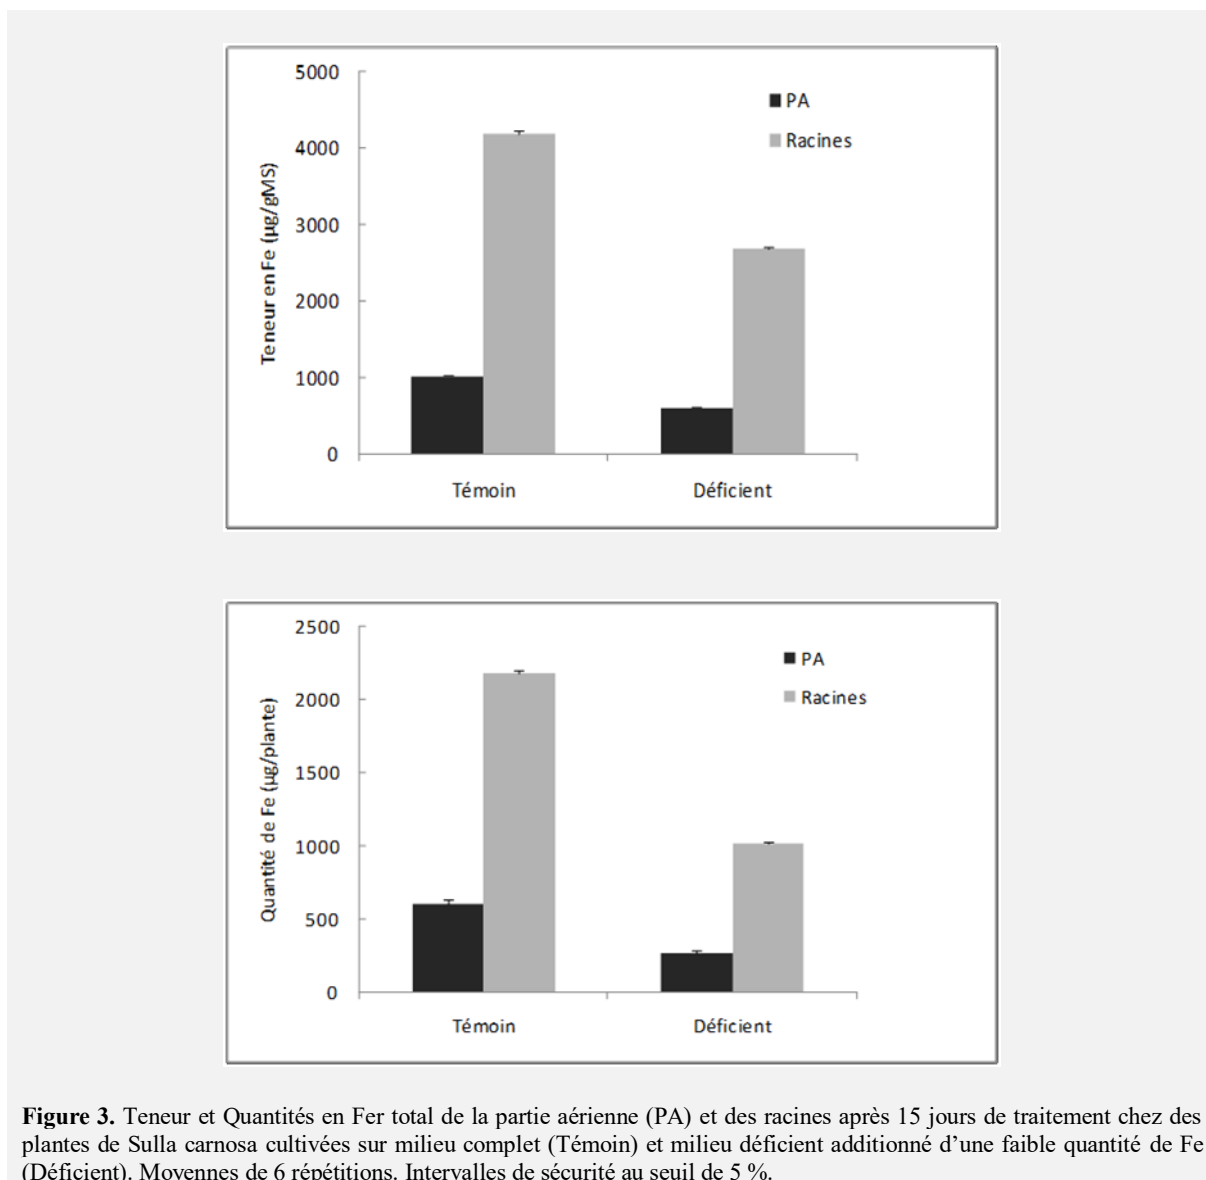 5000
4000
3000
2000
1000
0
Teneur en Fe (µg/gMS)
PA
Racines
Témoin Déficient
2500
2000
1500
1000
500
0
Quantité de Fe (µg/plante)
PA
Racines
Témoin Déficient
Figure 3. Teneur et Quantités en Fer total de la partie aérienne (PA) et des racines après 15 jours de traitement chez des
plantes de Sulla carnosa cultivées sur milieu complet (Témoin) et milieu déficient additionné d’une faible quantité de Fe
(Déficient). Moyennes de 6 répétitions. Intervalles de sécurité au seuil de 5 %.